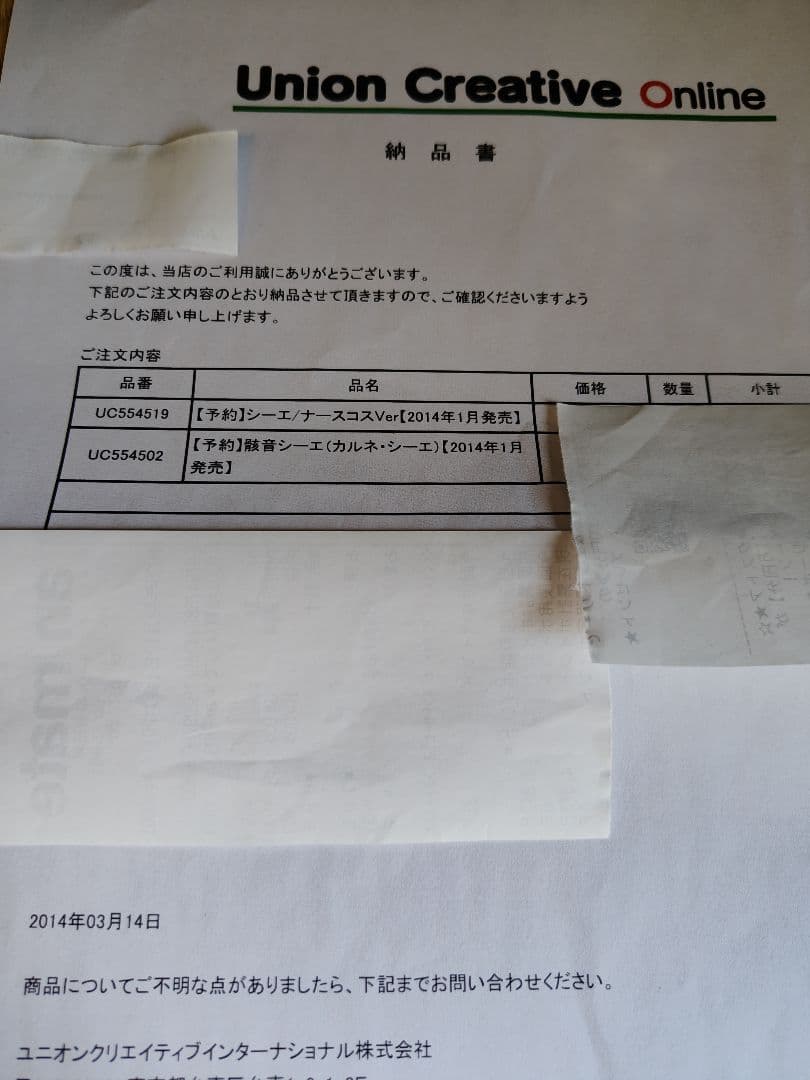 Union Creative Online
納品書
この度は、当店のご利用誠にありがとうございます。
下記のご注文内容のとおり納品させて頂きますので、ご確認くださいますよう
よろしくお願い申し上げます。
ご注文内容
品番 品名 価格 数量 小計
UC554519 【予約】シーエ/ナースコスVer【2014年1月発売】
UC554502 【予約】骸音シーエ(カルネ・シーエ)【2014年1月
発売】
2014年03月14日
商品についてご不明な点がありましたら、下記までお問い合わせください。
ユニオンクリエイティブインターナショナル株式会社